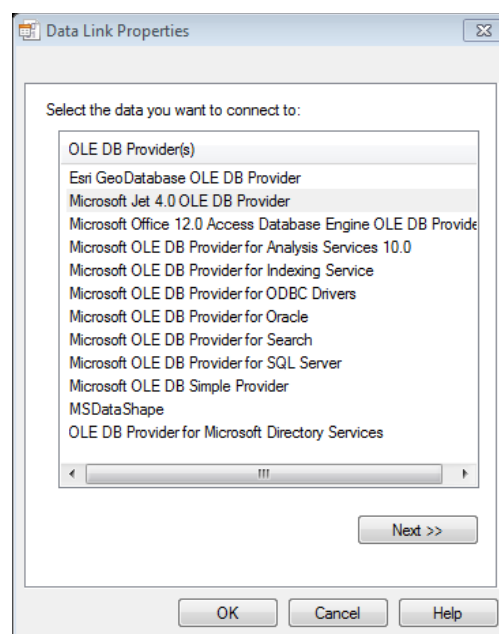 Data Link Properties
Select the data you want to connect to:
OLE DB Provider(s)
Esri GeoDatabase OLE DB Provider
Microsoft Jet 4.0 OLE DB Provider
Microsoft Office 12.0 Access Database Engine OLE DB Provide
Microsoft OLE DB Provider for Analysis Services 10.0
Microsoft OLE DB Provider for Indexing Service
Microsoft OLE DB Provider for ODBC Drivers
Microsoft OLE DB Provider for Oracle
Microsoft OLE DB Provider for Search
Microsoft OLE DB Provider for SQL Server
Microsoft OLE DB Simple Provider
MSDataShape
OLE DB Provider for Microsoft Directory Services
Next >>
OK Cancel Help